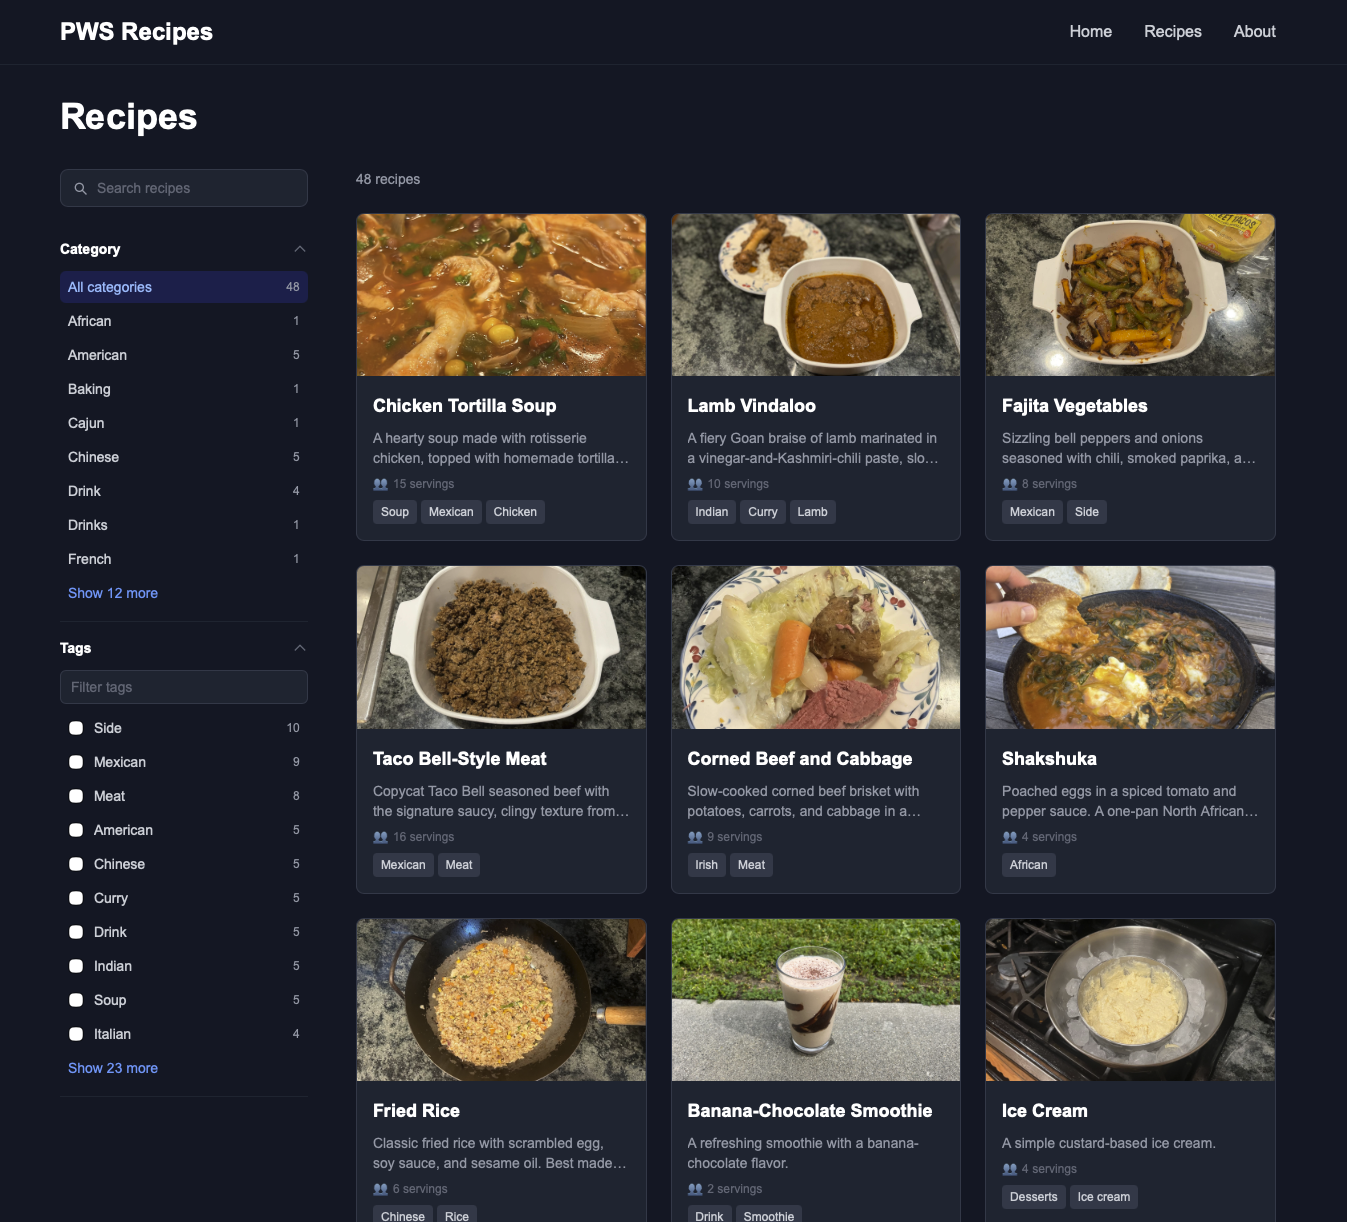 PWS Recipes
Home Recipes About
Recipes
Search recipes
Category
All categories 48
African 1
American 5
Baking 1
Cajun 1
Chinese 5
Drink 4
Drinks 1
French 1
Show 12 more
Tags
Filter tags
Side 10
Mexican 9
Meat 8
American 5
Chinese 5
Curry 5
Drink 5
Indian 5
Soup 5
Italian 4
Show 23 more
48 recipes
Chicken Tortilla Soup
A hearty soup made with rotisserie
chicken, topped with homemade tortilla…
15 servings
Soup Mexican Chicken
Lamb Vindaloo
A fiery Goan braise of lamb marinated in
a vinegar-and-Kashmiri-chili paste, slo…
10 servings
Indian Curry Lamb
Fajita Vegetables
Sizzling bell peppers and onions
seasoned with chili, smoked paprika, a…
8 servings
Mexican Side
Taco Bell-Style Meat
Copycat Taco Bell seasoned beef with
the signature saucy, clingy texture from…
16 servings
Mexican Meat
Corned Beef and Cabbage
Slow-cooked corned beef brisket with
potatoes, carrots, and cabbage in a…
9 servings
Irish Meat
Shakshuka
Poached eggs in a spiced tomato and
pepper sauce. A one-pan North African…
4 servings
African
Fried Rice
Classic fried rice with scrambled egg,
soy sauce, and sesame oil. Best made…
6 servings
Chinese Rice
Banana-Chocolate Smoothie
A refreshing smoothie with a banana-
chocolate flavor.
2 servings
Drink Smoothie
Ice Cream
A simple custard-based ice cream.
4 servings
Desserts Ice cream